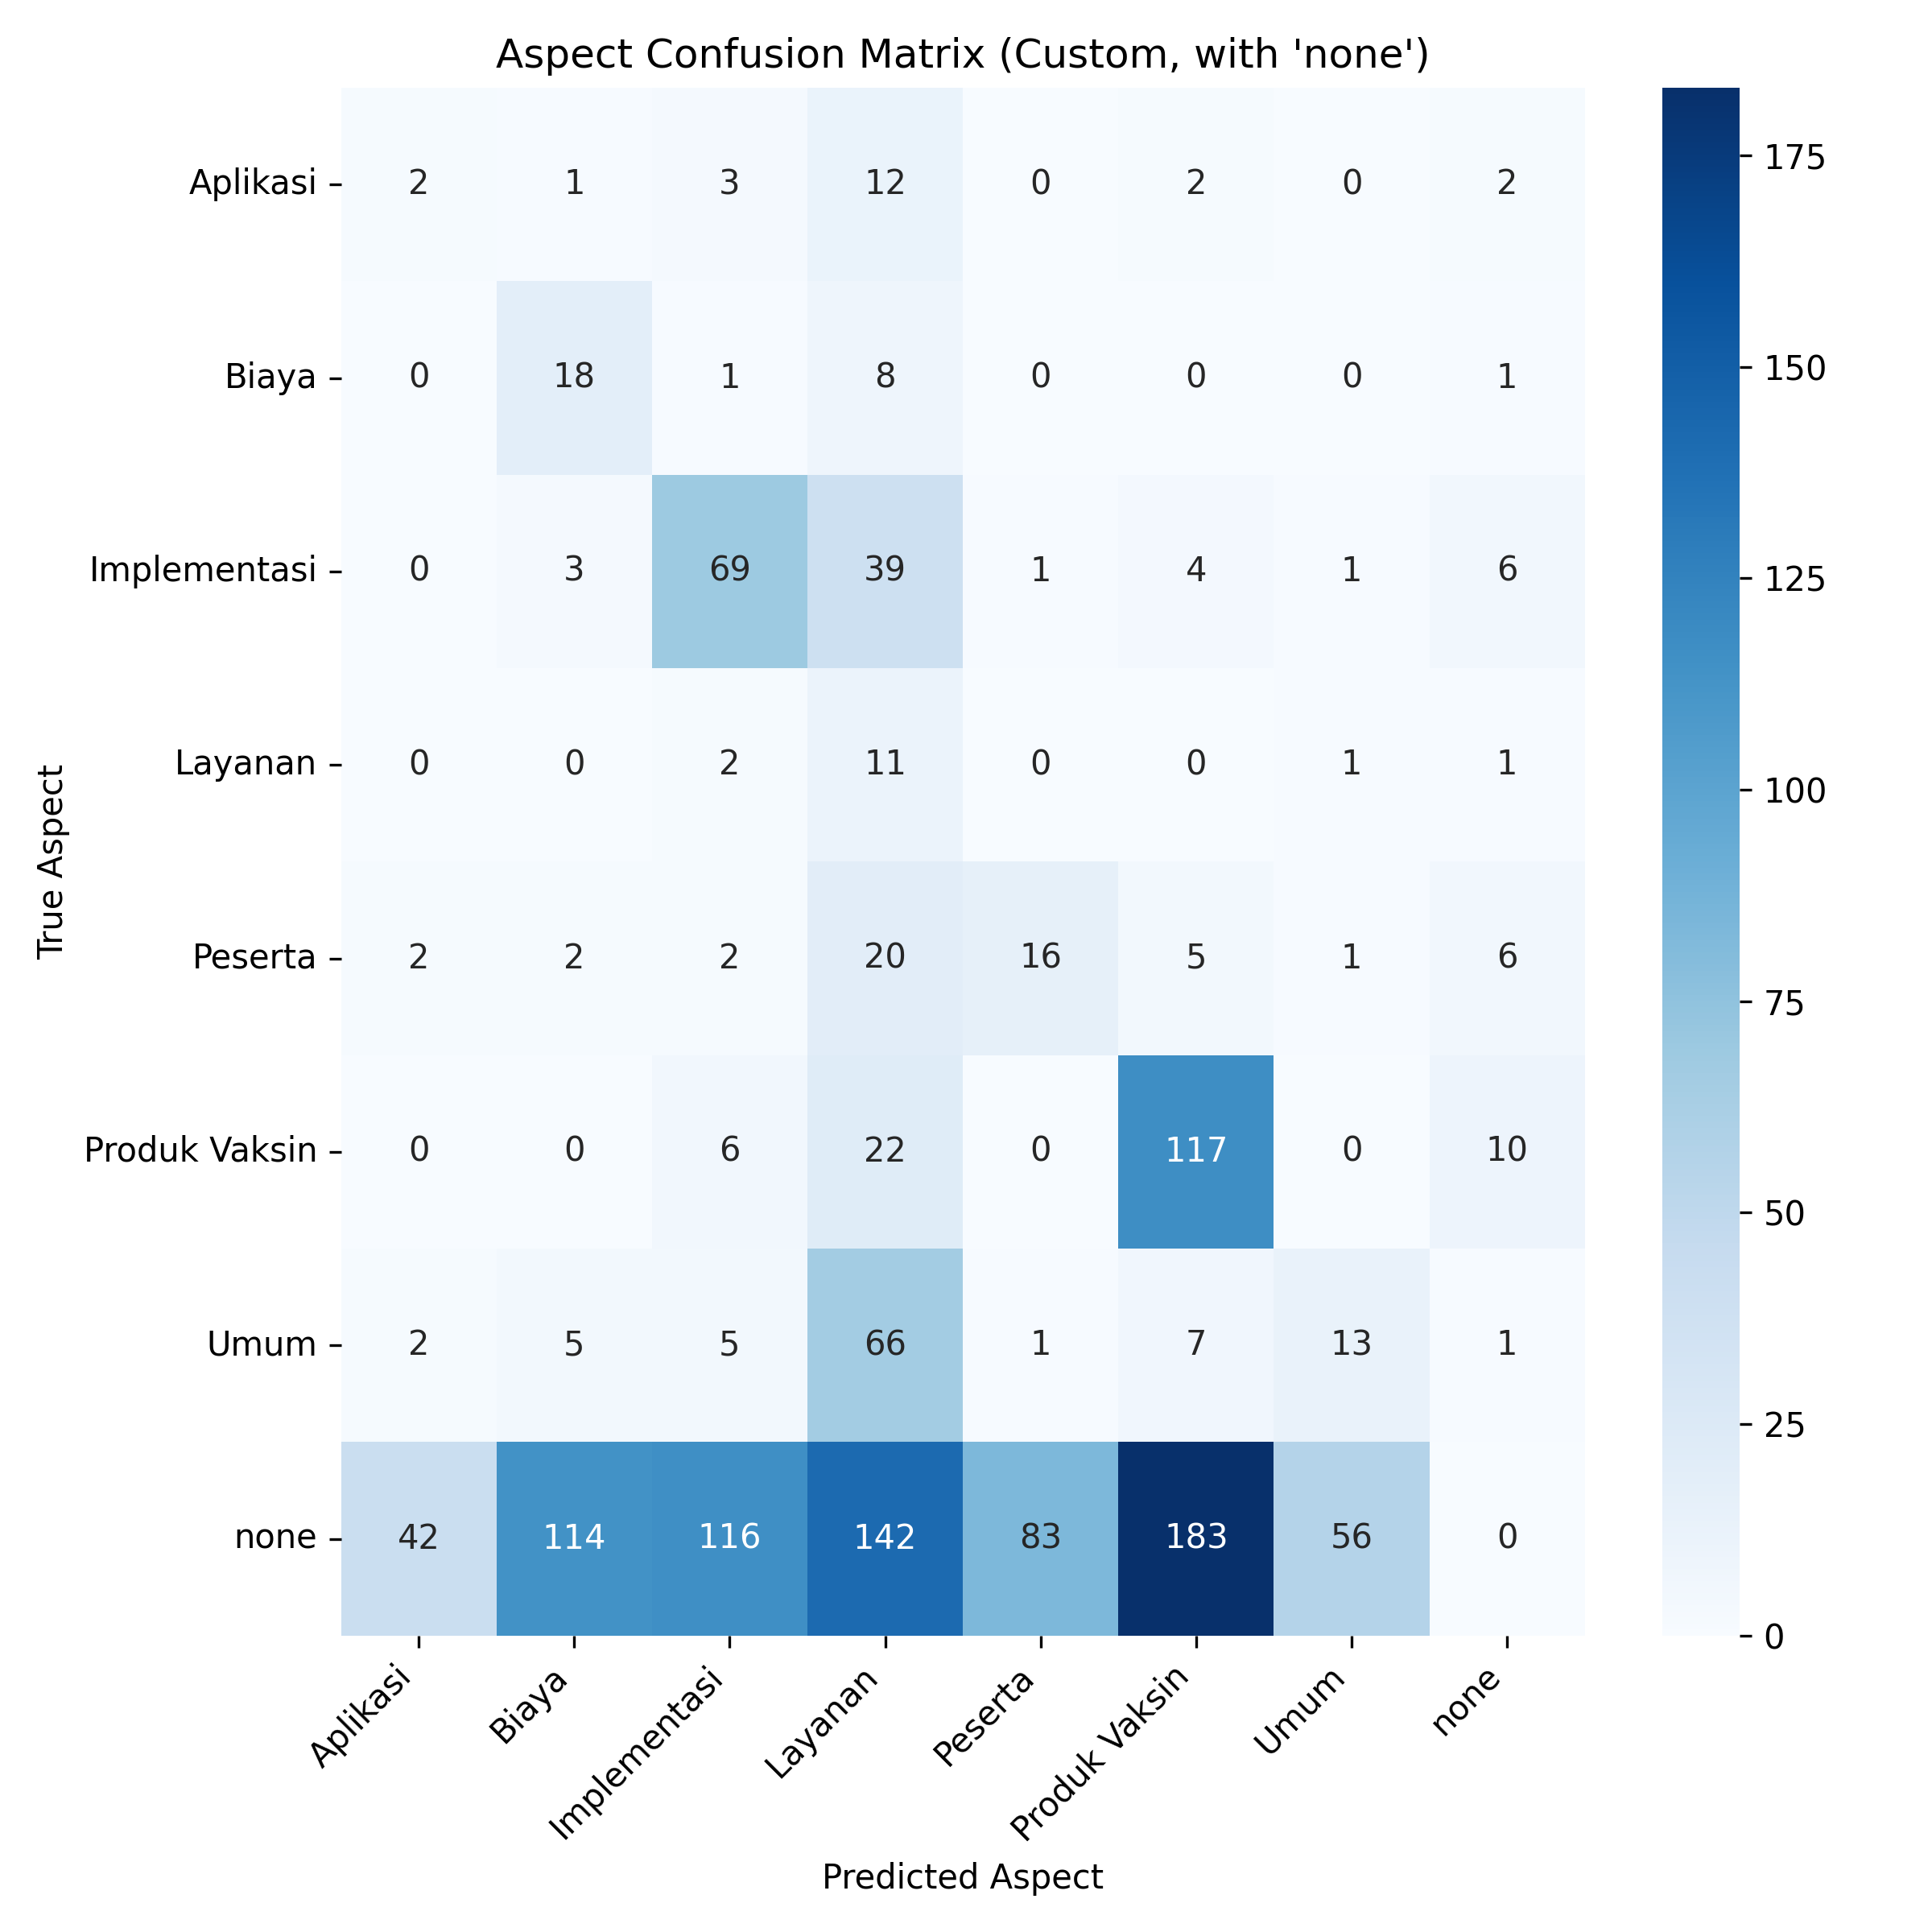 Aspect Confusion Matrix (Custom, with 'none')
True Aspect
Aplikasi 2 1 3 12 0 2 0 2
Biaya 0 18 1 8 0 0 0 1
Implementasi 0 3 69 39 1 4 1 6
Layanan 0 0 2 11 0 0 1 1
Peserta 2 2 2 20 16 5 1 6
Produk Vaksin 0 0 6 22 0 117 0 10
Umum 2 5 5 66 1 7 13 1
none 42 114 116 142 83 183 56 0
Aplikasi Biaya Implementasi Layanan Peserta Produk Vaksin Umum none
Predicted Aspect
175
150
125
100
75
50
25
0